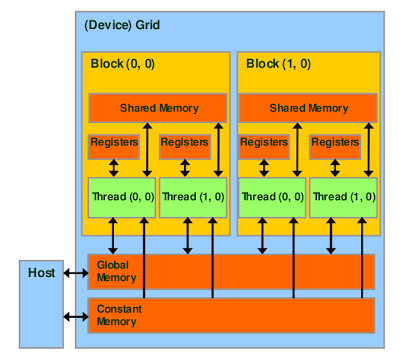 (Device) Grid
Block (0, 0)
Block (1, 0)
Shared Memory
Shared Memory
Registers
Registers
Registers
Registers
Thread (0, 0)
Thread (1, 0)
Thread (0, 0)
Thread (1, 0)
Host
Global
Memory
Constant
Memory